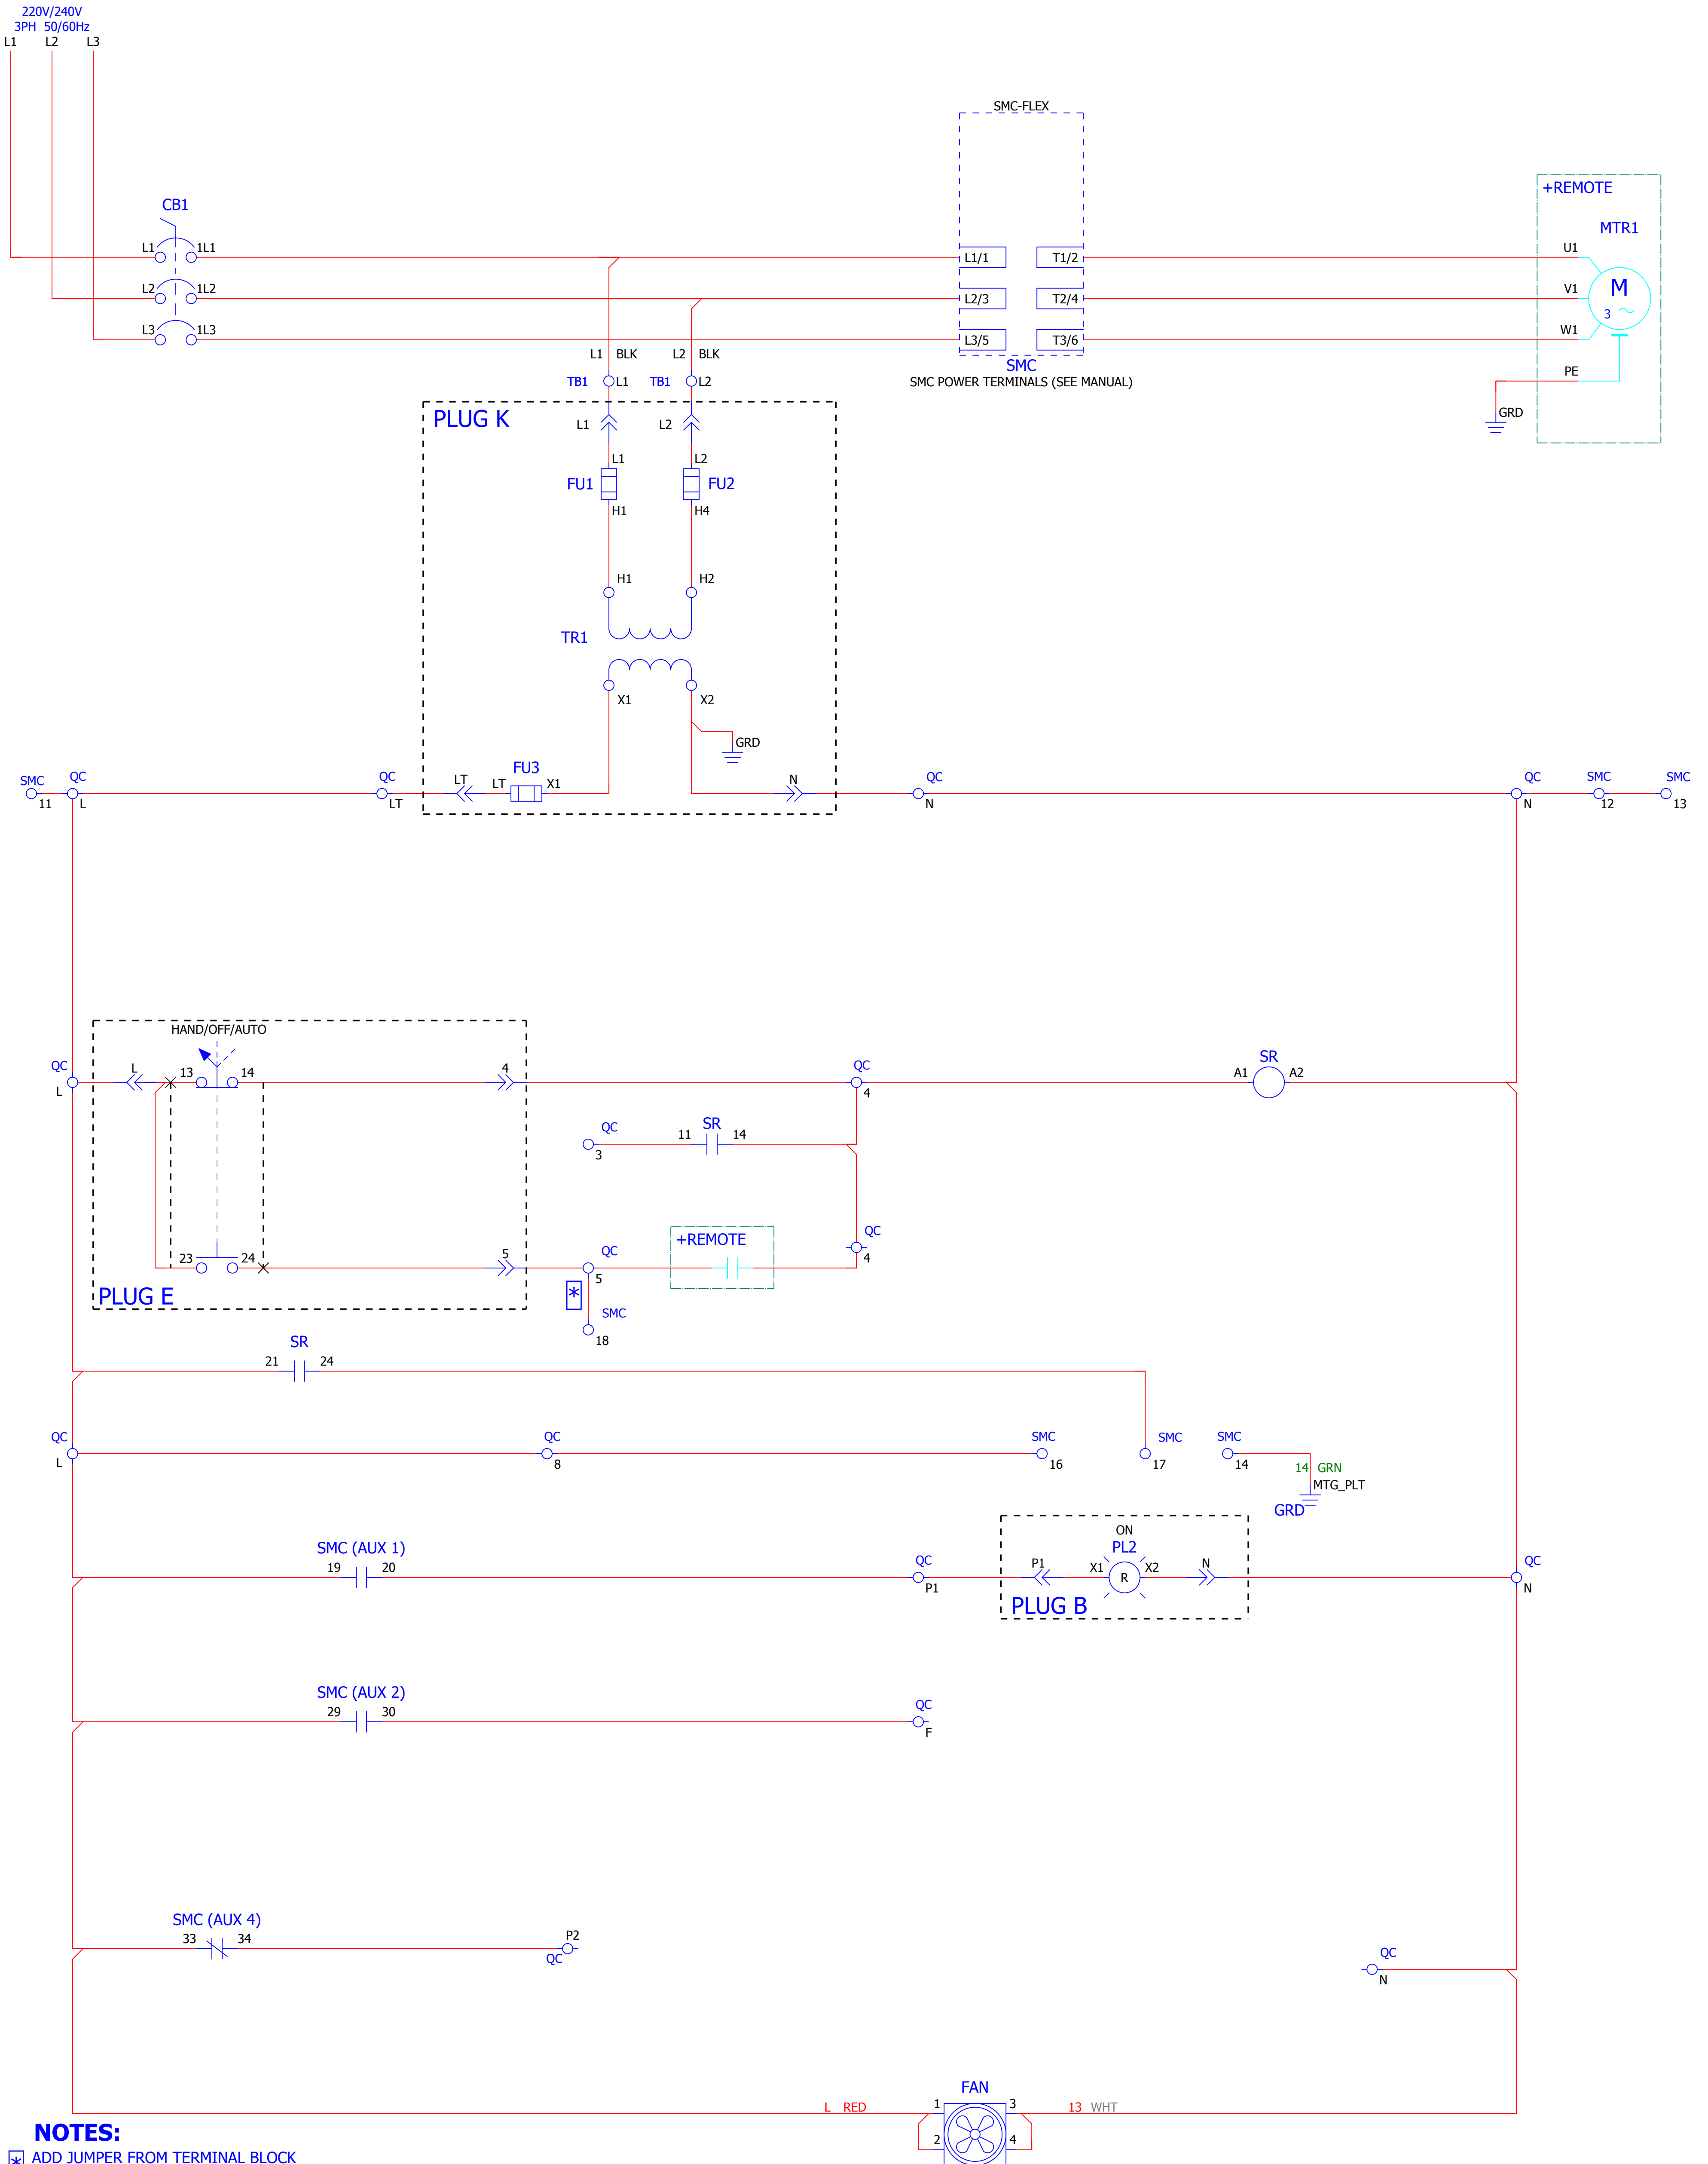 220V/240V
3PH 50/60Hz
L1 L2 L3
SMC-FLEX
+REMOTE
CB1
MTR1
L1 1L1 L1/1 T1/2 U1
L2 1L2 L2/3 T2/4 V1
M
3
L3 1L3 L3/5 T3/6 W1
L1 BLK L2 BLK
SMC
PE
TB1 L1 TB1 L2
SMC POWER TERMINALS (SEE MANUAL)
PLUG K
L1 L2
GRD
L1 L2
FU1 FU2
H1 H4
H1 H2
TR1
X1 X2
GRD
SMC QC QC LT LT FU3 X1 N QC QC SMC SMC
11 L LT N N 12 13
HAND/OFF/AUTO
QC L 13 14 4 QC SR
L 4 A1 A2
QC SR
3 11 14
QC
+REMOTE
4
23 24 5 QC
5
PLUG E
*
SMC
18
SR
21 24
QC QC SMC SMC SMC
L 8 16 17 14
14 GRN
MTG_PLT
GRD
ON
SMC (AUX 1) PL2
19 20 QC P1 X1 R X2 N QC
P1 N
PLUG B
SMC (AUX 2)
29 30 QC
F
SMC (AUX 4)
33 34 P2
QC
QC
N
FAN
L RED 1 3 13 WHT
2 4
NOTES:
* ADD JUMPER FROM TERMINAL BLOCK